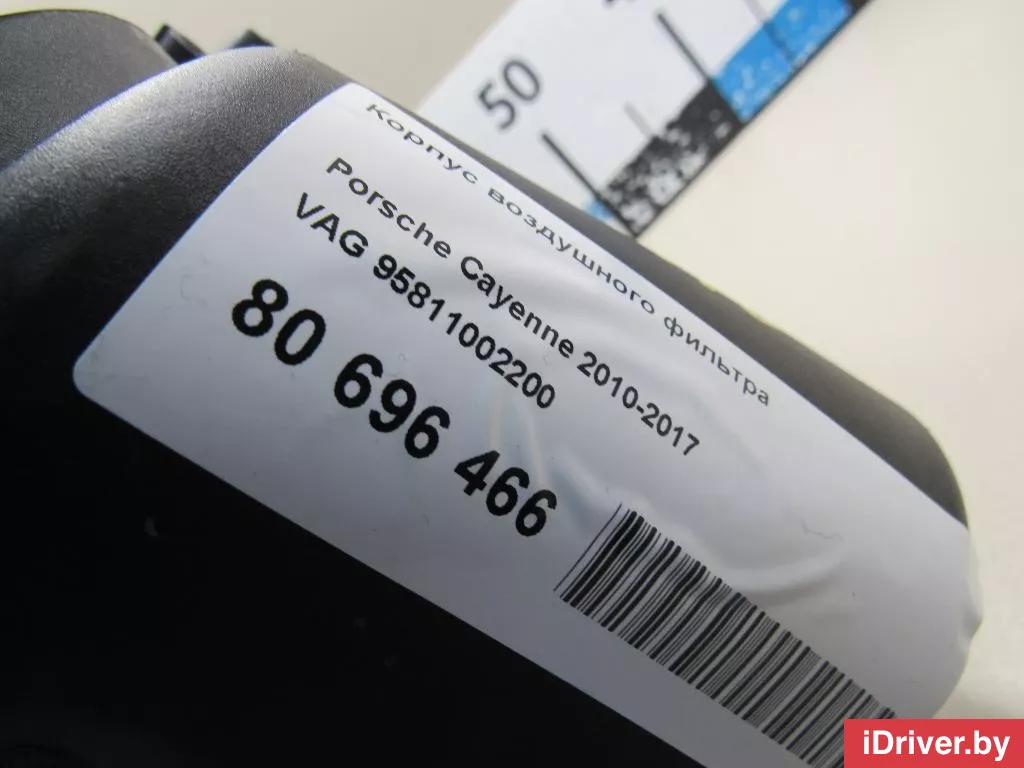 50
Корпус воздушного фильтра
Porsche Cayenne 2010-2017
VAG 95811002200
80 696 466
iDriver.by